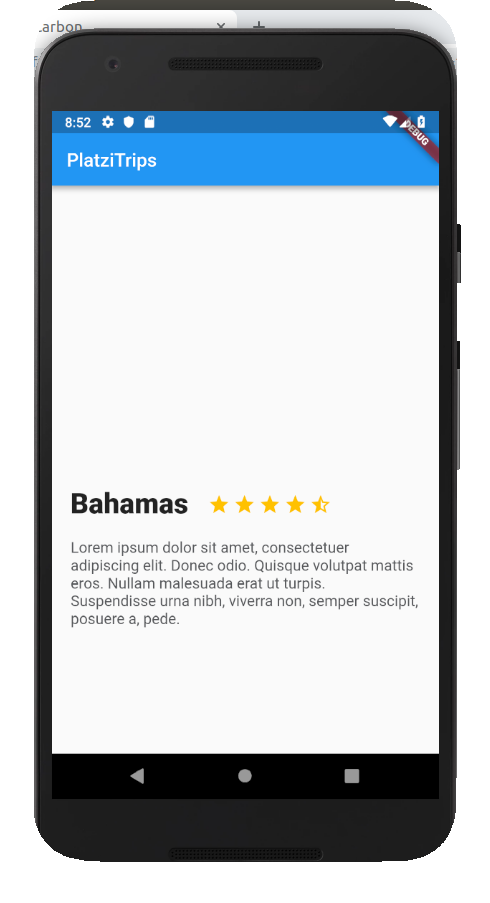 arbon
8:52
DEBUG
PlatziTrips
Bahamas
Lorem ipsum dolor sit amet, consectetuer
adipiscing elit. Donec odio. Quisque volutpat mattis
eros. Nullam malesuada erat ut turpis.
Suspendisse urna nibh, viverra non, semper suscipit,
posuere a, pede.